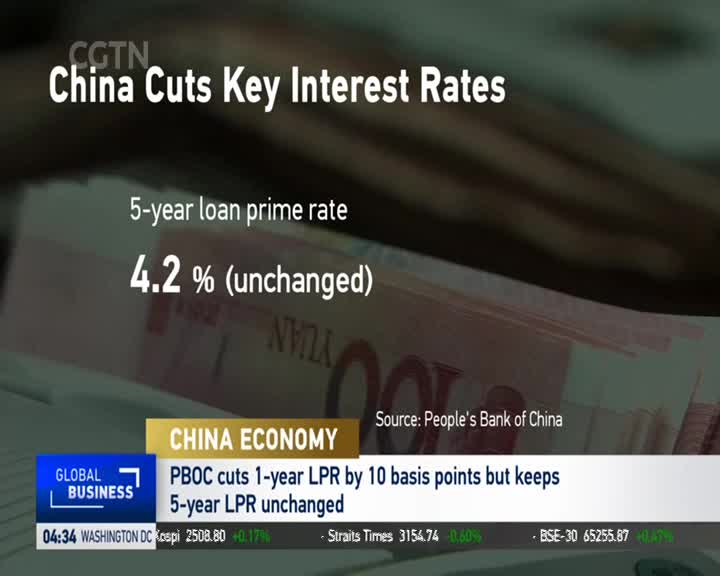 CGTN
China Cuts Key Interest Rates
5-year loan prime rate
4.2 % (unchanged)
YUAN
100
Source: People's Bank of China
CHINA ECONOMY
GLOBAL
BUSINESS
PBOC cuts 1-year LPR by 10 basis points but keeps
5-year LPR unchanged
04:34 WASHINGTON DC Kospi 2508.80 +0.17% - Straits Times 3154.74 -0.60% - BSE-30 65255.87 +0.47%